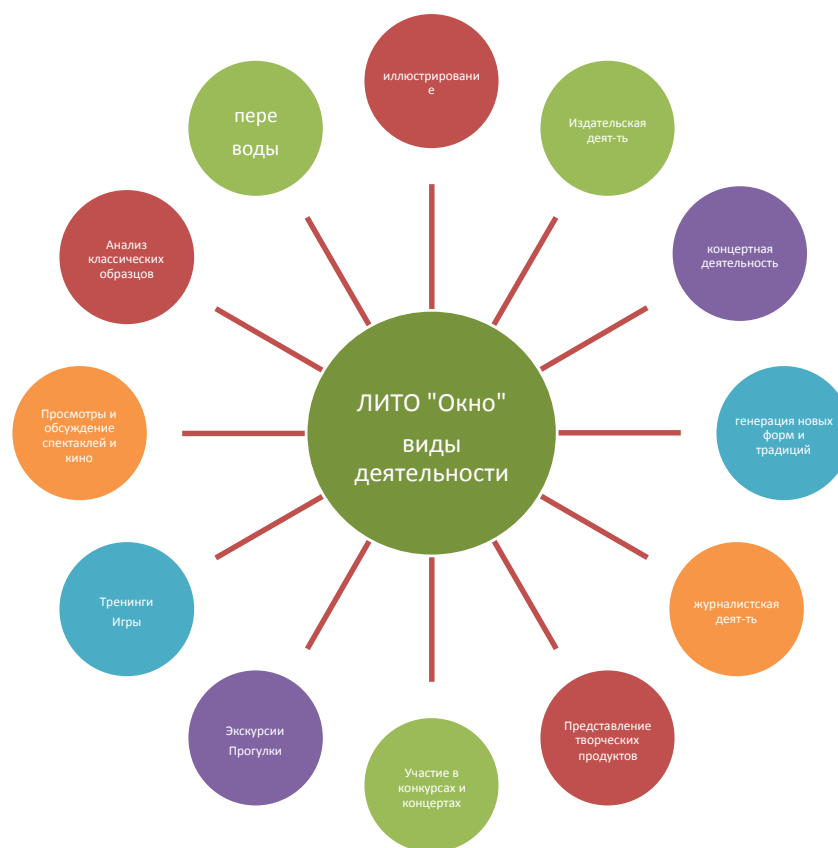 иллюстрировани
е
Издательская
деят-ть
концертная
деятельность
генерация новых
форм и
традиций
журналистская
деят-ть
Представление
творческих
продуктов
Участие в
конкурсах и
концертах
Экскурсии
Прогулки
Тренинги
Игры
Просмотры и
обсуждение
спектаклей и
кино
Анализ
классических
образцов
пере
воды
ЛИТО "Окно"
виды
деятельности